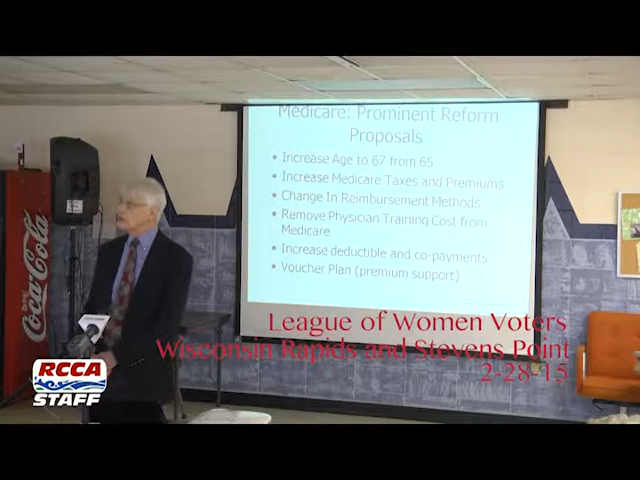 Medicare: Prominent Reform
Proposals
• Increase Age to 67 from 65
• Increase Medicare Taxes and Premiums
• Change In Reimbursement Methods
• Remove Physician Training Cost from
Medicare
• Increase deductible and co-payments
• Voucher Plan (premium support)
Coca-Cola
League of Women Voters
Wisconsin Rapids and Stevens Point
2-28-15
RCCA
STAFF